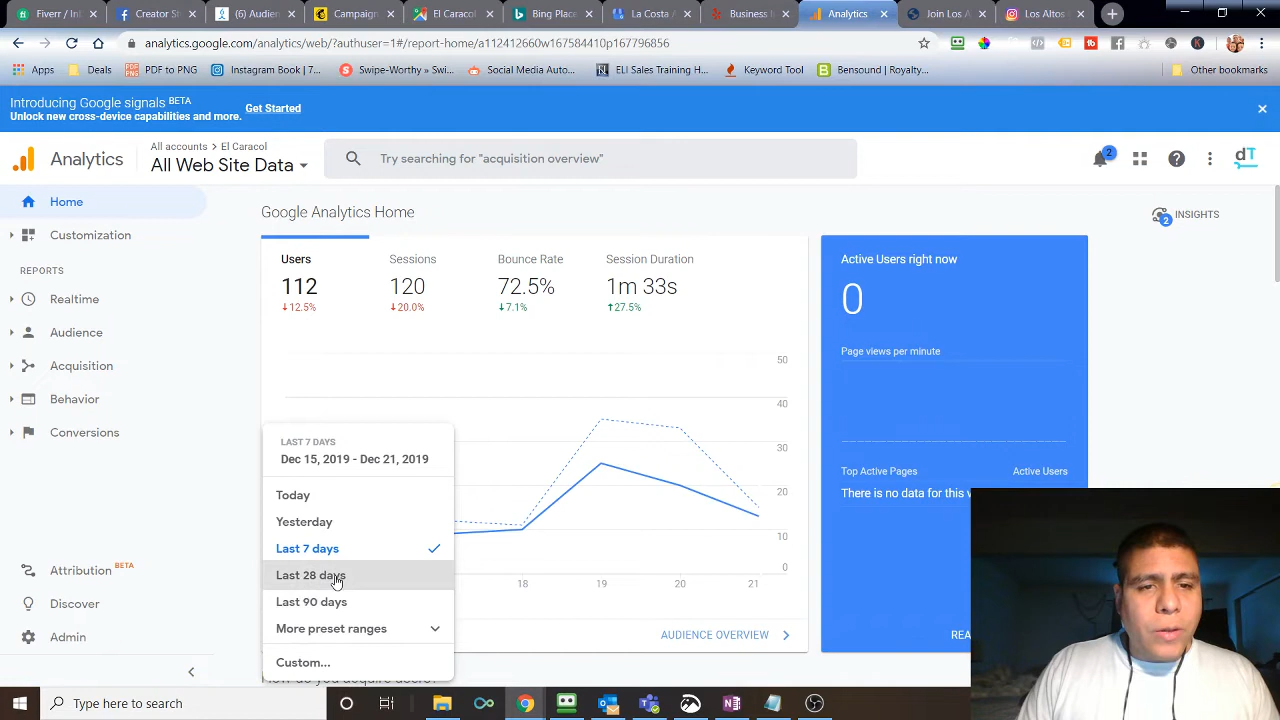 Fiverr / Inb
Creator St
(2) Audien
Campaign
El Caracol
Bing Place
La Costa A
Business i
Analytics
Join Los A
Los Altos
analytics.google.com/analytics/web/?authuser
report-home/a112412660w167584410p167796856
Apps
Deals
PDF to PNG
Instagram Book | 7...
Swipe-Worthy » Swi...
Social Media Auto...
ELI Sales Training H...
Keyword Tool
Bensound | Royalty...
Other bookmarks
Introducing Google signals BETA
Unlock new cross-device capabilities and more.
Get Started
Analytics
All accounts > El Caracol
All Web Site Data
Try searching for "acquisition overview"
2
dT
Home
Customization
REPORTS
Realtime
Audience
Acquisition
Behavior
Conversions
Attribution BETA
Discover
Admin
Google Analytics Home
INSIGHTS
2
Users
112
12.5%
Sessions
120
20.0%
Bounce Rate
72.5%
7.1%
Session Duration
1m 33s
27.5%
50
40
30
20
10
0
18
19
20
21
LAST 7 DAYS
Dec 15, 2019 - Dec 21, 2019
Today
Yesterday
Last 7 days
Last 28 days
Last 90 days
More preset ranges
Custom...
AUDIENCE OVERVIEW
Active Users right now
0
Page views per minute
Top Active Pages
Active Users
There is no data for this v
REA
Type here to search